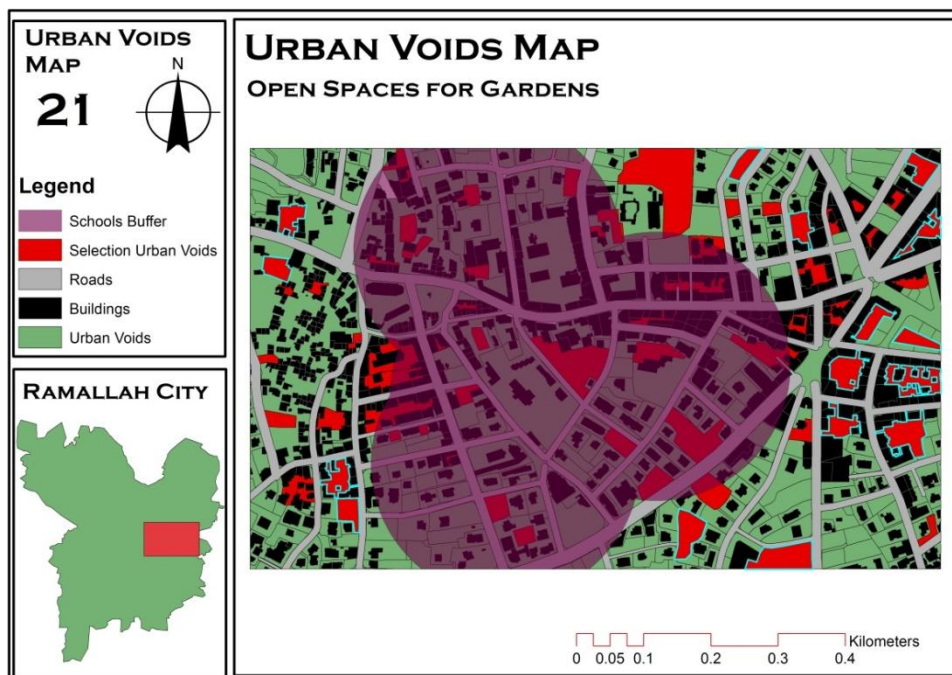 Urban Voids
Map
21
N
Legend
Schools Buffer
Selection Urban Voids
Roads
Buildings
Urban Voids
Ramallah City
Urban Voids Map
Open Spaces for Gardens
Kilometers
0 0.05 0.1 0.2 0.3 0.4